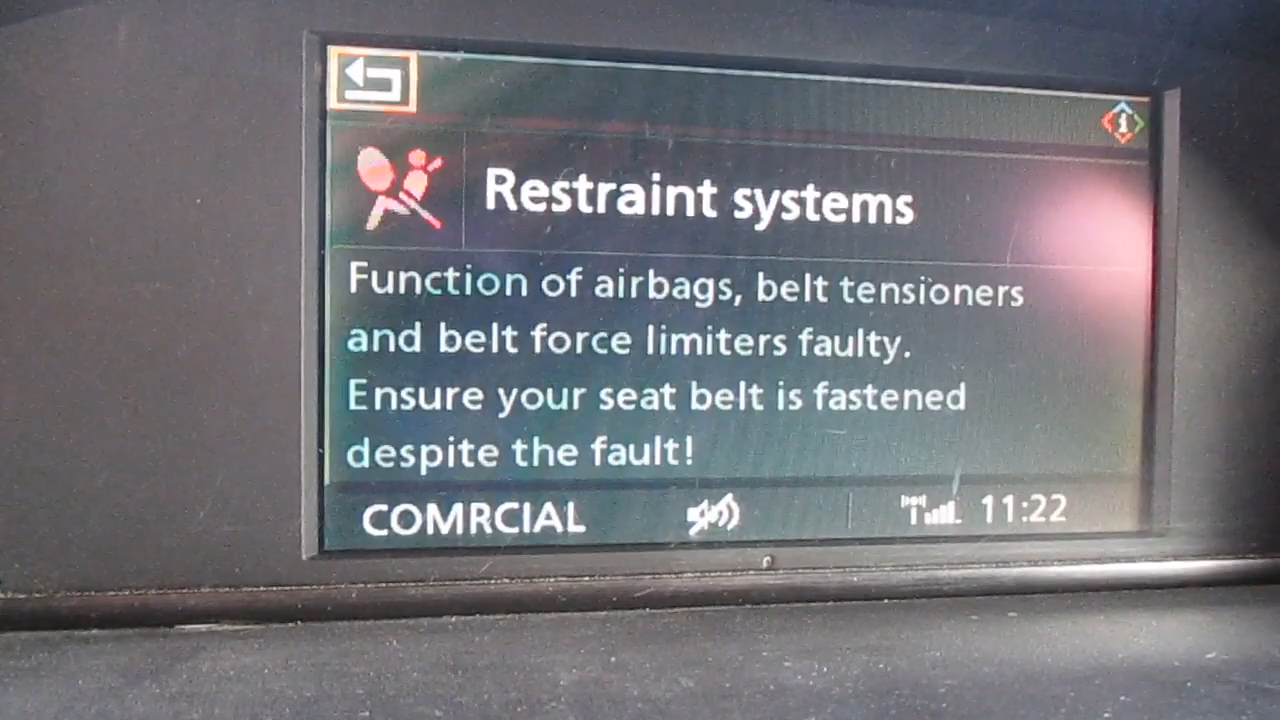 i
Restraint systems
Function of airbags, belt tensioners
and belt force limiters faulty.
Ensure your seat belt is fastened
despite the fault!
COMRCIAL 11:22